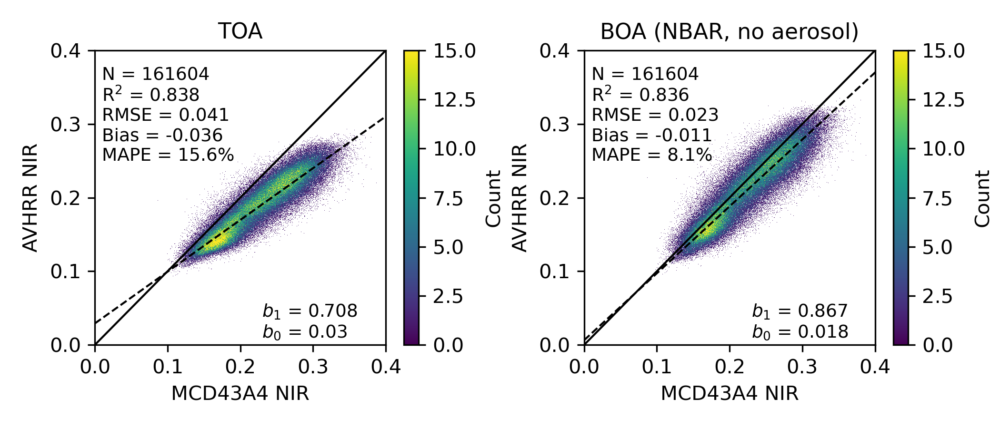 TOA
N = 161604
R² = 0.838
RMSE = 0.041
Bias = -0.036
MAPE = 15.6%
b₁ = 0.708
b₀ = 0.03
0.4
0.3
0.2
0.1
0.0
AVHRR NIR
0.0 0.1 0.2 0.3 0.4
MCD43A4 NIR
15.0
12.5
10.0
7.5
5.0
2.5
0.0
Count
BOA (NBAR, no aerosol)
N = 161604
R² = 0.836
RMSE = 0.023
Bias = -0.011
MAPE = 8.1%
b₁ = 0.867
b₀ = 0.018
0.4
0.3
0.2
0.1
0.0
AVHRR NIR
0.0 0.1 0.2 0.3 0.4
MCD43A4 NIR
15.0
12.5
10.0
7.5
5.0
2.5
0.0
Count